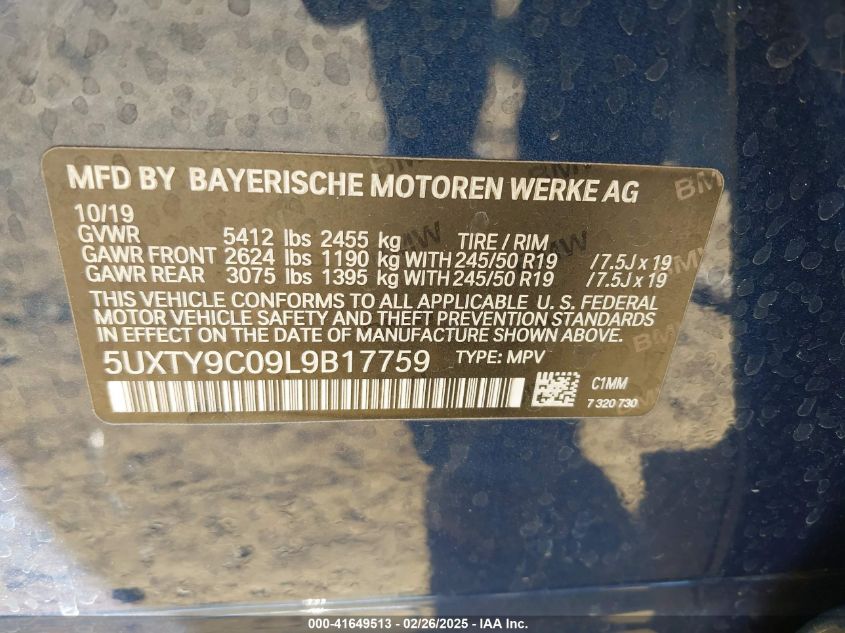 MFD BY BAYERISCHE MOTOREN WERKE AG
10/19
GVWR 5412 lbs 2455 kg TIRE / RIM
GAWR FRONT 2624 lbs 1190 kg WITH 245/50 R19 /7.5J x 19
GAWR REAR 3075 lbs 1395 kg WITH 245/50 R19 /7.5J x 19
THIS VEHICLE CONFORMS TO ALL APPLICABLE U. S. FEDERAL
MOTOR VEHICLE SAFETY AND THEFT PREVENTION STANDARDS
IN EFFECT ON THE DATE OF MANUFACTURE SHOWN ABOVE.
5UXTY9C09L9B17759 TYPE: MPV
C1MM
7 320 730
000-41649513 - 02/26/2025 - IAA Inc.